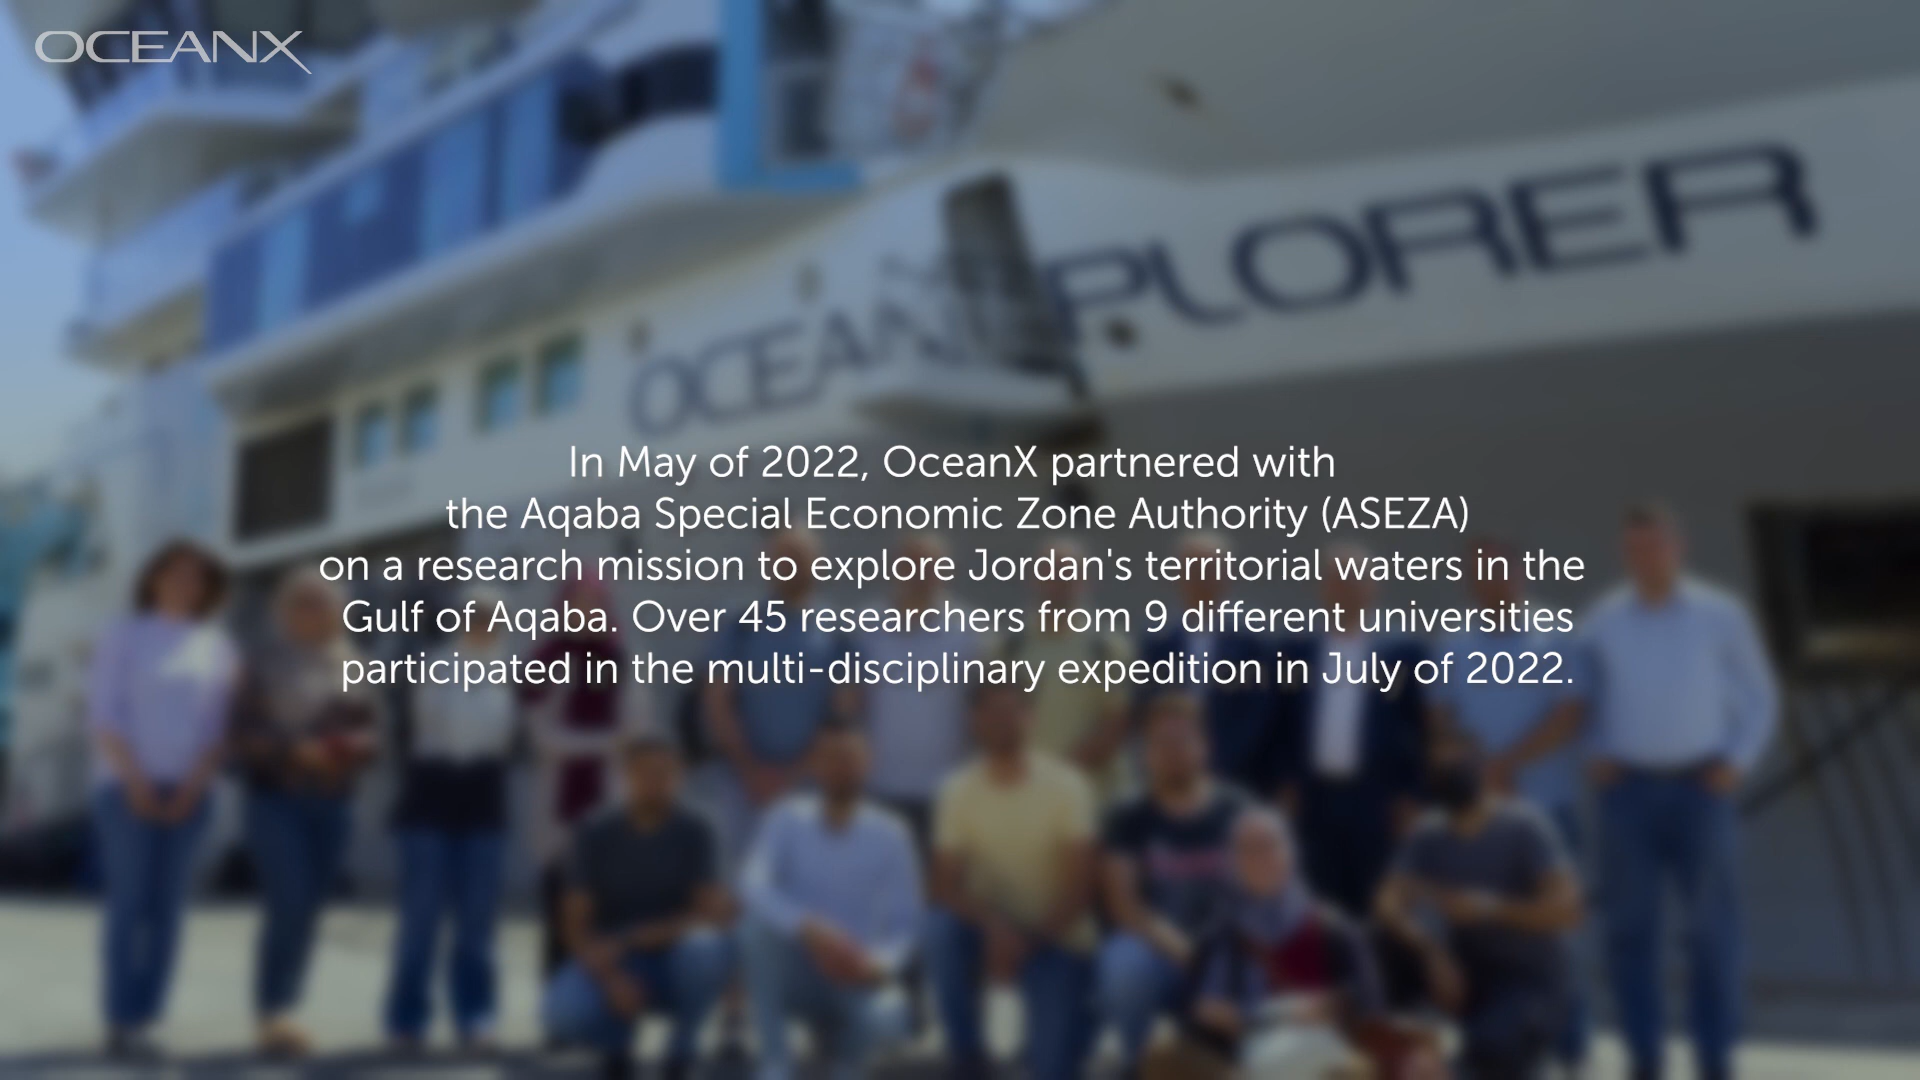 OCEANX
OCEAN PLORER
In May of 2022, OceanX partnered with
the Aqaba Special Economic Zone Authority (ASEZA)
on a research mission to explore Jordan's territorial waters in the
Gulf of Aqaba. Over 45 researchers from 9 different universities
participated in the multi-disciplinary expedition in July of 2022.